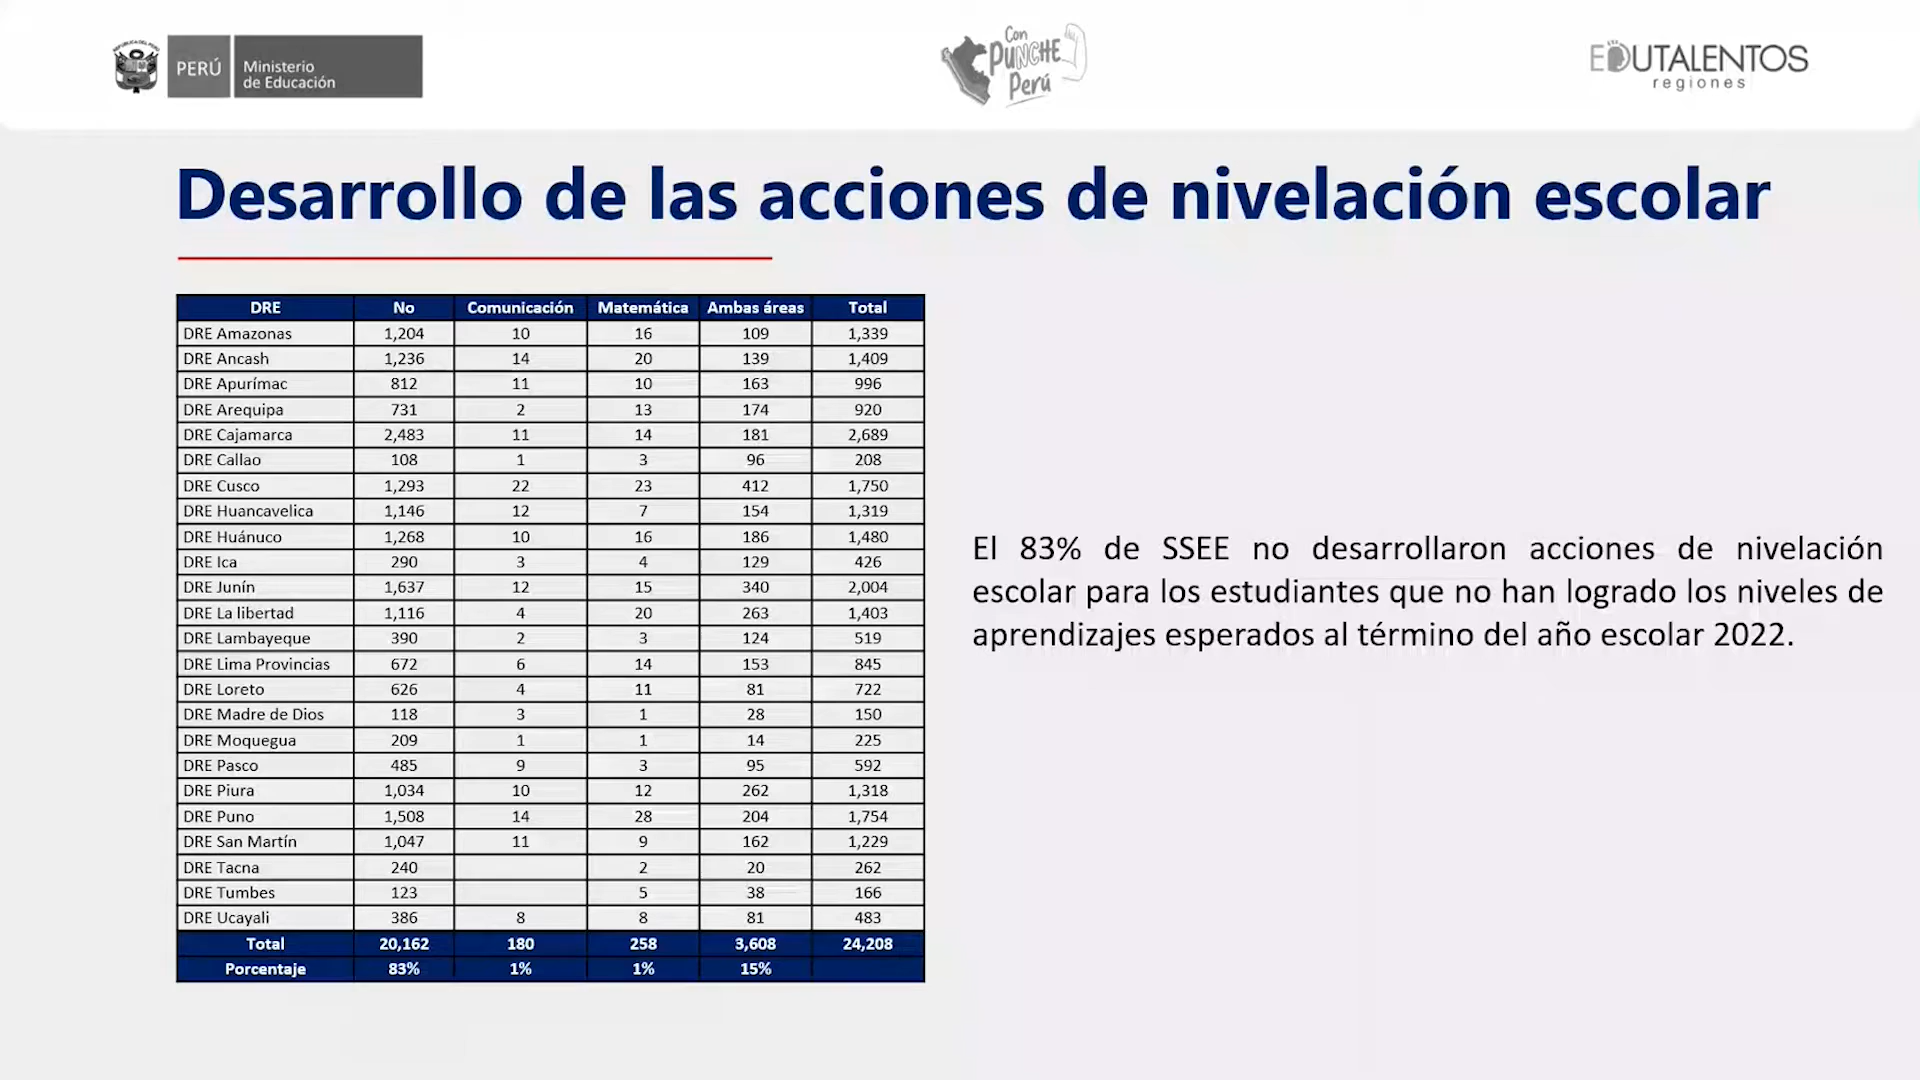 REPÚBLICA DEL PERÚ
PERÚ
Ministerio
de Educación
Con
PUNCHE
Perú
EDUTALENTOS
regiones
Desarrollo de las acciones de nivelación escolar
DRE No Comunicación Matemática Ambas áreas Total
DRE Amazonas 1,204 10 16 109 1,339
DRE Ancash 1,236 14 20 139 1,409
DRE Apurímac 812 11 10 163 996
DRE Arequipa 731 2 13 174 920
DRE Cajamarca 2,483 11 14 181 2,689
DRE Callao 108 1 3 96 208
DRE Cusco 1,293 22 23 412 1,750
DRE Huancavelica 1,146 12 7 154 1,319
DRE Huánuco 1,268 10 16 186 1,480
DRE Ica 290 3 4 129 426
DRE Junín 1,637 12 15 340 2,004
DRE La libertad 1,116 4 20 263 1,403
DRE Lambayeque 390 2 3 124 519
DRE Lima Provincias 672 6 14 153 845
DRE Loreto 626 4 11 81 722
DRE Madre de Dios 118 3 1 28 150
DRE Moquegua 209 1 1 14 225
DRE Pasco 485 9 3 95 592
DRE Piura 1,034 10 12 262 1,318
DRE Puno 1,508 14 28 204 1,754
DRE San Martín 1,047 11 9 162 1,229
DRE Tacna 240 2 20 262
DRE Tumbes 123 5 38 166
DRE Ucayali 386 8 8 81 483
Total 20,162 180 258 3,608 24,208
Porcentaje 83% 1% 1% 15%
El 83% de SSEE no desarrollaron acciones de nivelación
escolar para los estudiantes que no han logrado los niveles de
aprendizajes esperados al término del año escolar 2022.